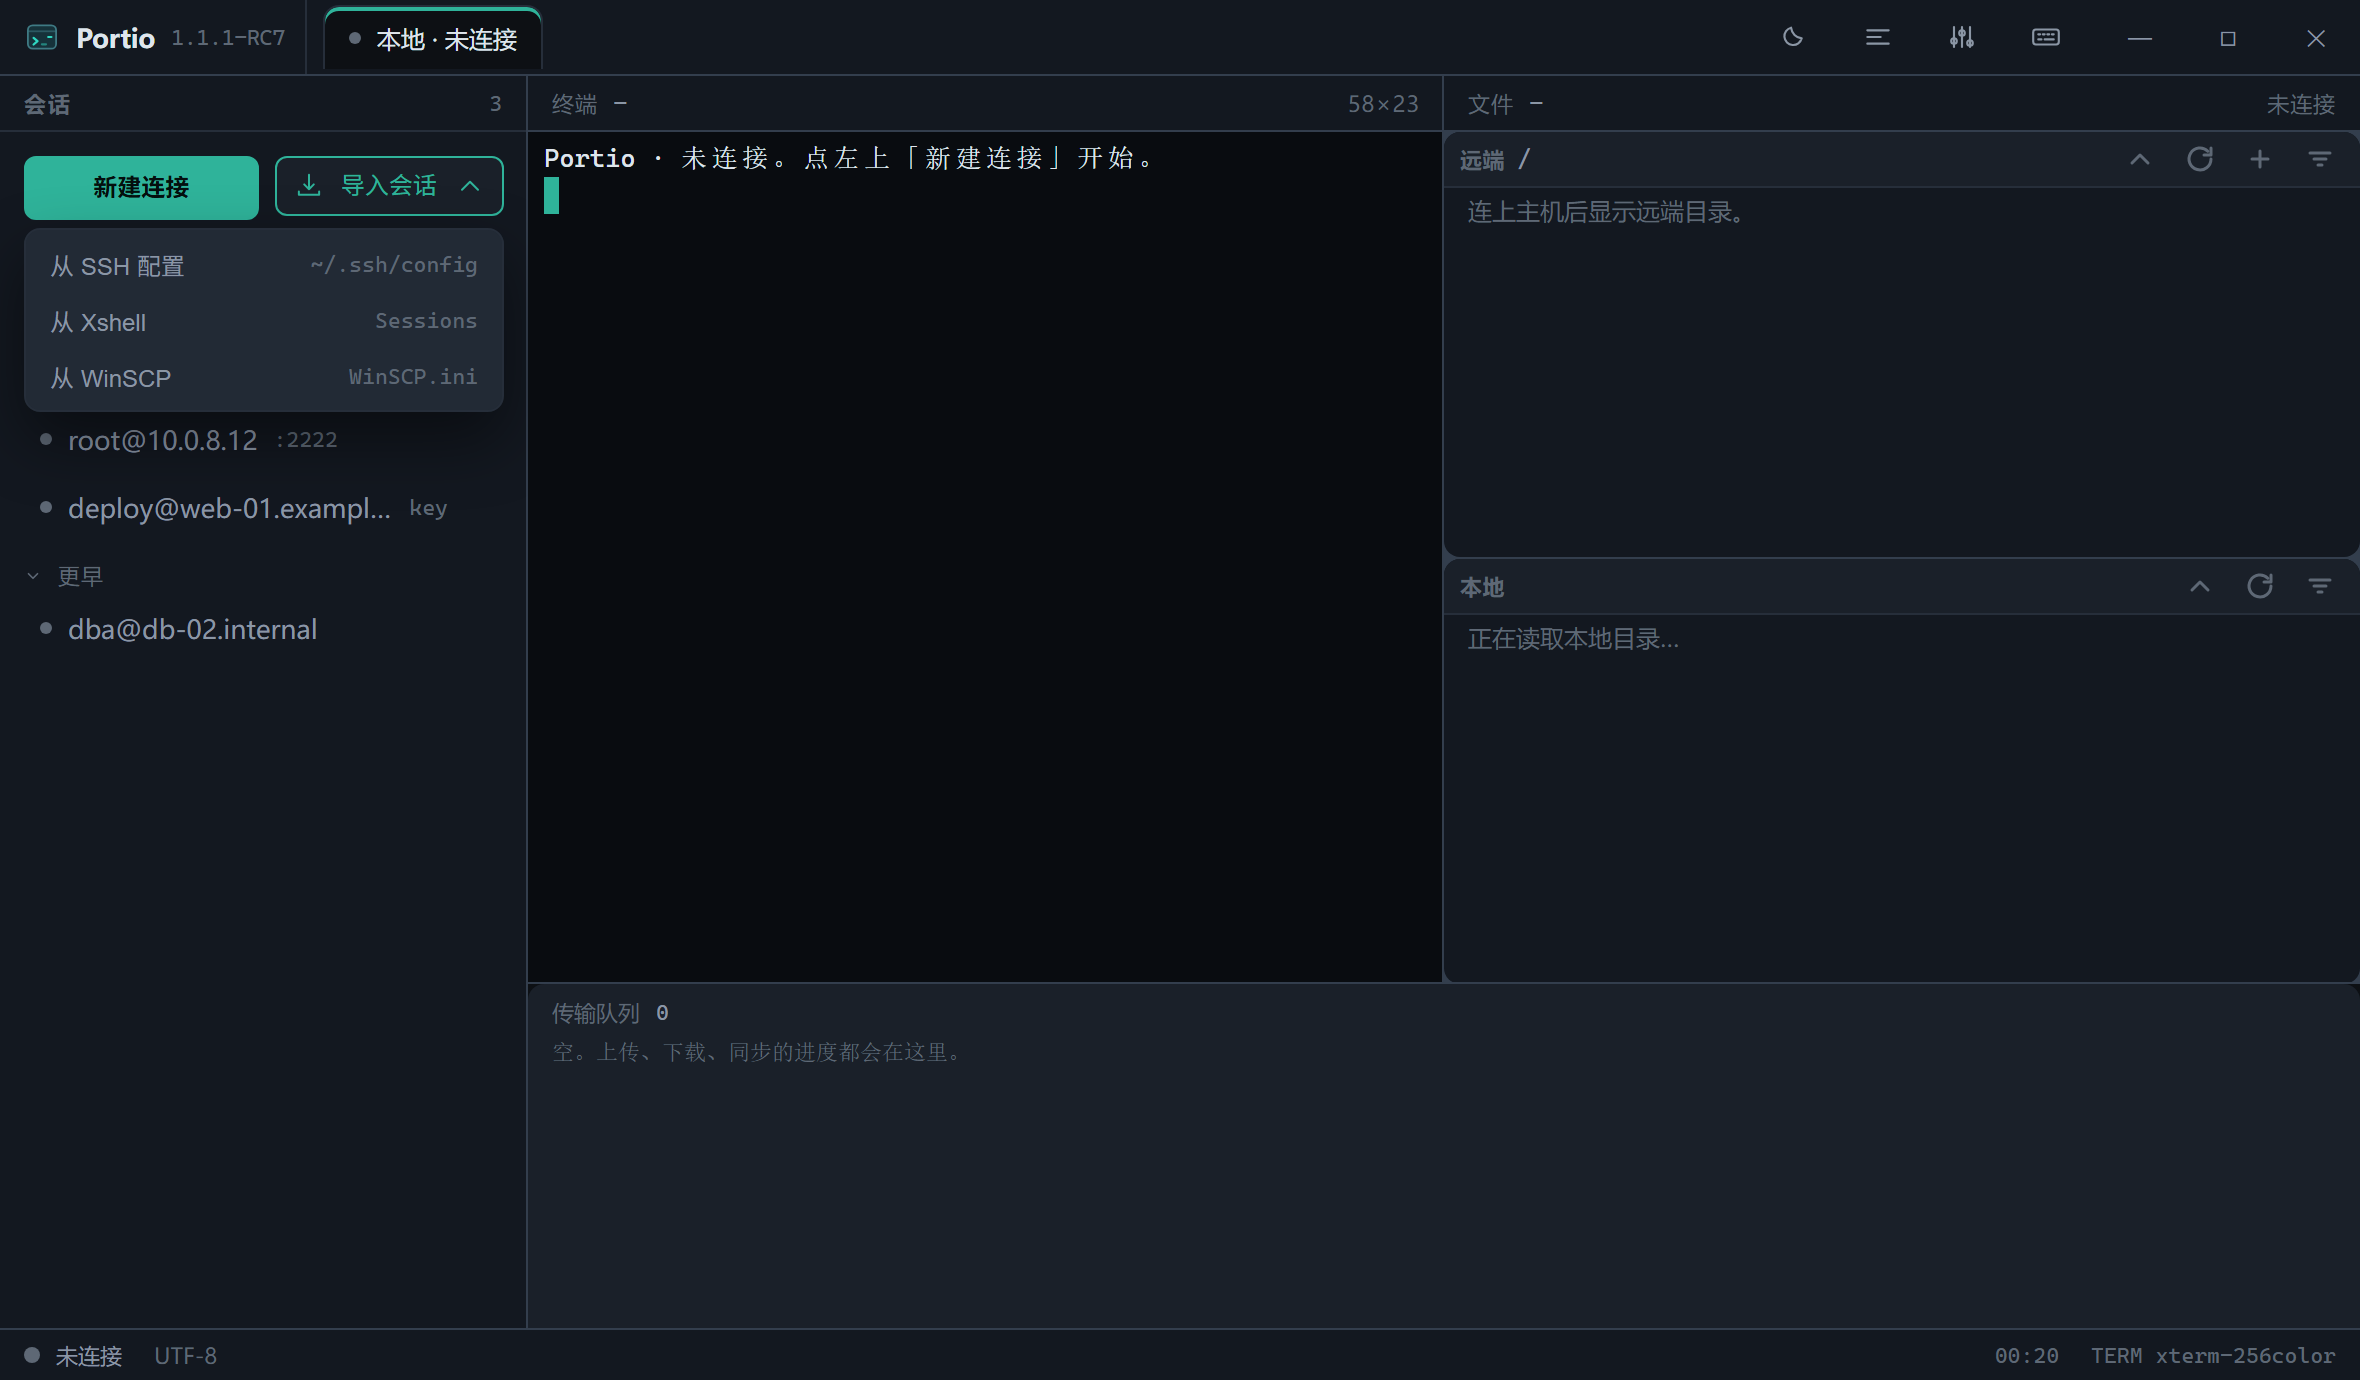 Portio 1.1.1-RC7
本地 · 未连接
会话 3
新建连接
导入会话
从 SSH 配置 ~/.ssh/config
从 Xshell Sessions
从 WinSCP WinSCP.ini
root@10.0.8.12 :2222
deploy@web-01.exampl... key
更早
dba@db-02.internal
终端 — 58×23
Portio · 未连接。点左上「新建连接」开始。
文件 — 未连接
远端 /
连上主机后显示远端目录。
本地
正在读取本地目录...
传输队列 0
空。上传、下载、同步的进度都会在这里。
未连接 UTF-8
00:20 TERM xterm-256color